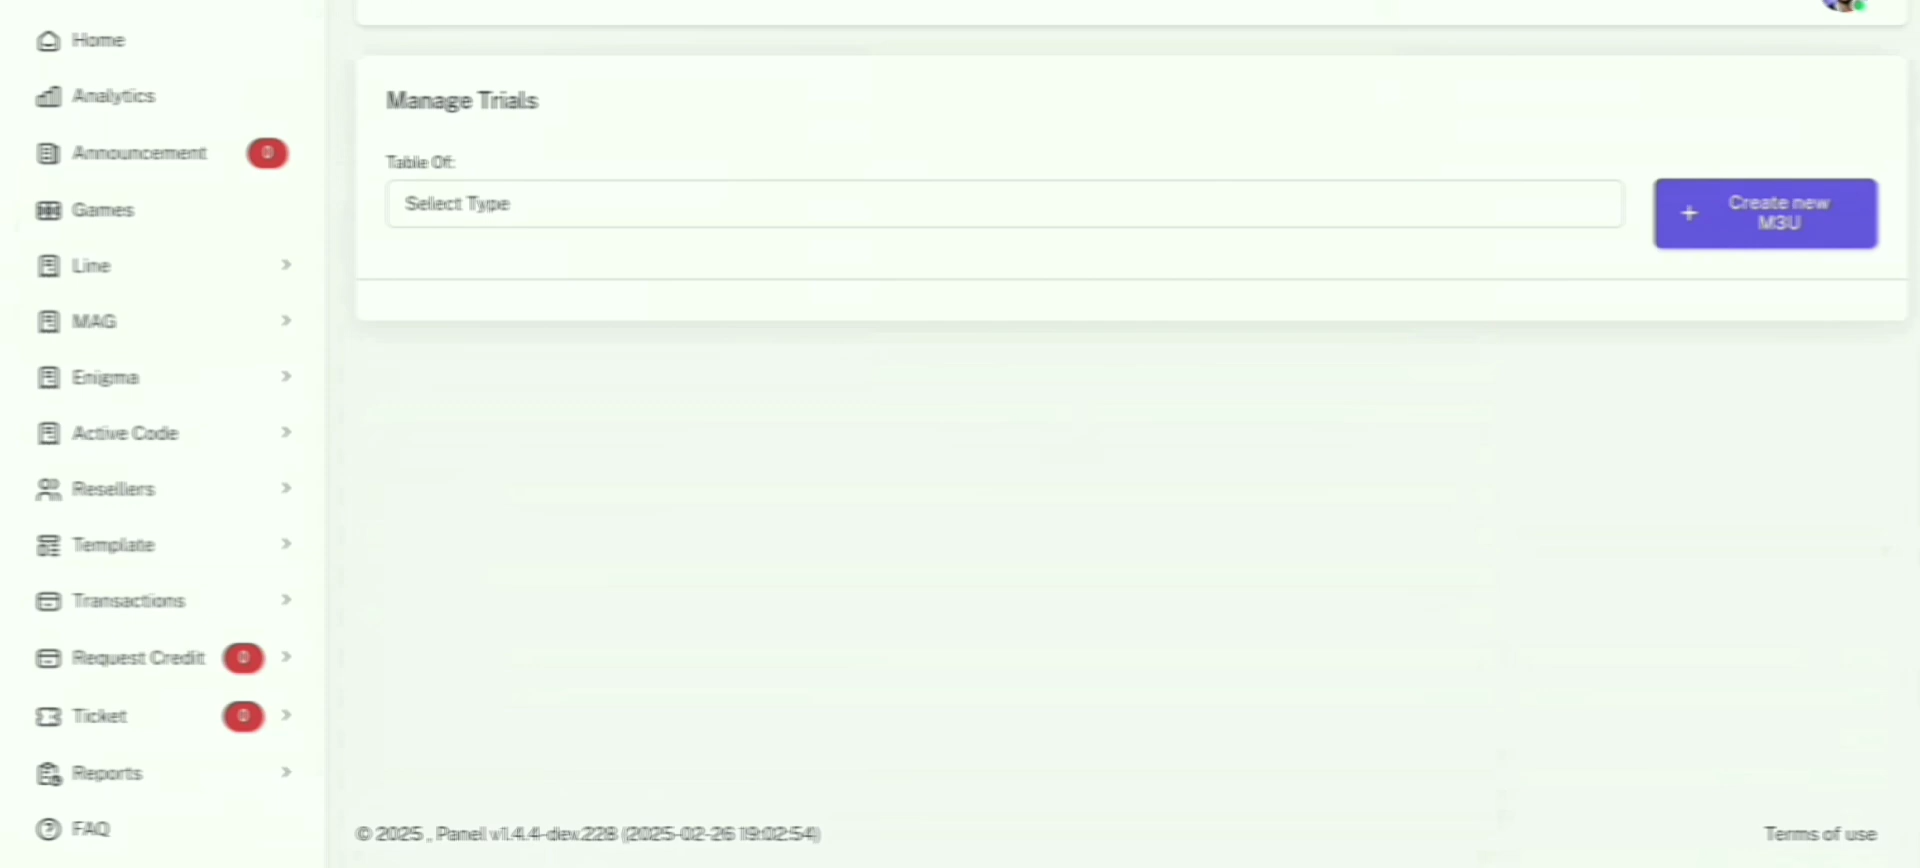 Home
Analytics
Announcement 0
Games
Line
MAG
Enigma
Active Code
Resellers
Template
Transactions
Request Credit 0
Ticket 0
Reports
FAQ
Manage Trials
Table Of:
Select Type
Create new
M3U
© 2025 , Panel v1.4.4-dev.228 (2025-02-26 19:02:54)
Terms of use